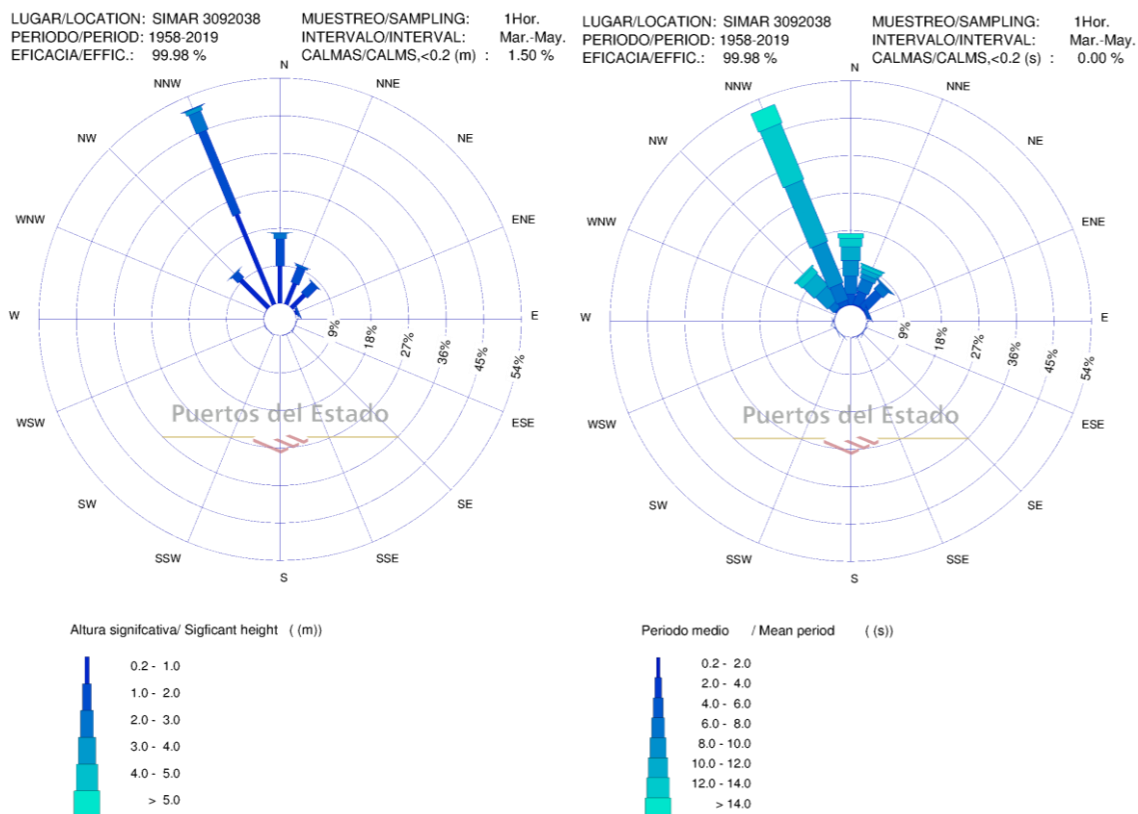 LUGAR/LOCATION: SIMAR 3092038 MUESTREO/SAMPLING: 1Hor.
PERIODO/PERIOD: 1958-2019 INTERVALO/INTERVAL: Mar.-May.
EFICACIA/EFFIC.: 99.98 % CALMAS/CALMS,<0.2 (m) : 1.50 %
N
NNW NNE
NW NE
WNW ENE
W E
9% 18% 27% 36% 45% 54%
Puertos del Estado
WSW ESE
SW SE
SSW SSE
S
Altura signifcativa/ Sigficant height ( (m))
0.2 - 1.0
1.0 - 2.0
2.0 - 3.0
3.0 - 4.0
4.0 - 5.0
> 5.0
LUGAR/LOCATION: SIMAR 3092038 MUESTREO/SAMPLING: 1Hor.
PERIODO/PERIOD: 1958-2019 INTERVALO/INTERVAL: Mar.-May.
EFICACIA/EFFIC.: 99.98 % CALMAS/CALMS,<0.2 (s) : 0.00 %
N
NNW NNE
NW NE
WNW ENE
W E
9% 18% 27% 36% 45% 54%
Puertos del Estado
WSW ESE
SW SE
SSW SSE
S
Periodo medio / Mean period ( (s))
0.2 - 2.0
2.0 - 4.0
4.0 - 6.0
6.0 - 8.0
8.0 - 10.0
10.0 - 12.0
12.0 - 14.0
> 14.0